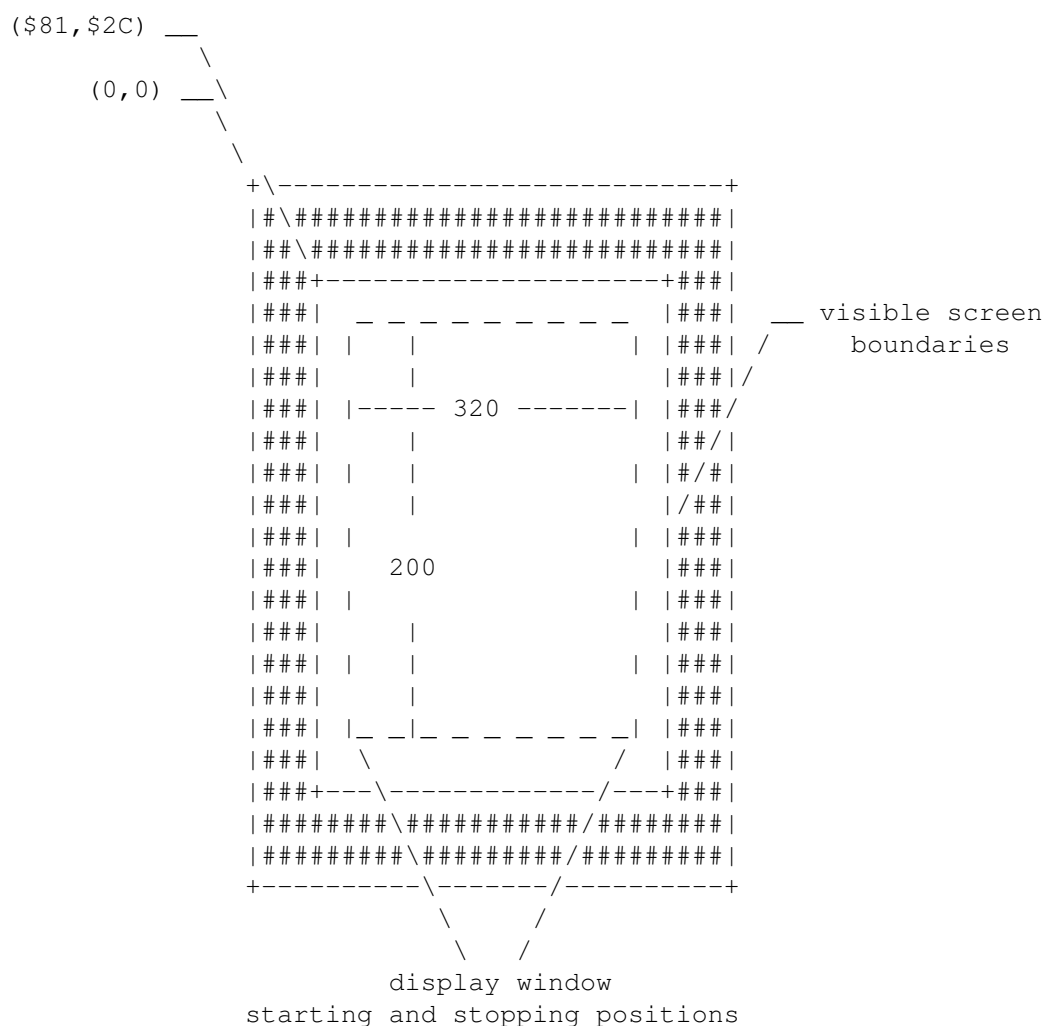 ($81,$2C)
(0,0)
visible screen
boundaries
320
200
display window
starting and stopping positions